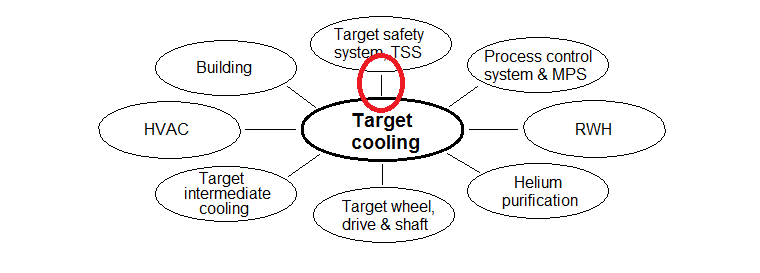 Target safety
system, TSS
Building
Process control
system & MPS
HVAC
Target
cooling
RWH
Target
intermediate
cooling
Target wheel,
drive & shaft
Helium
purification